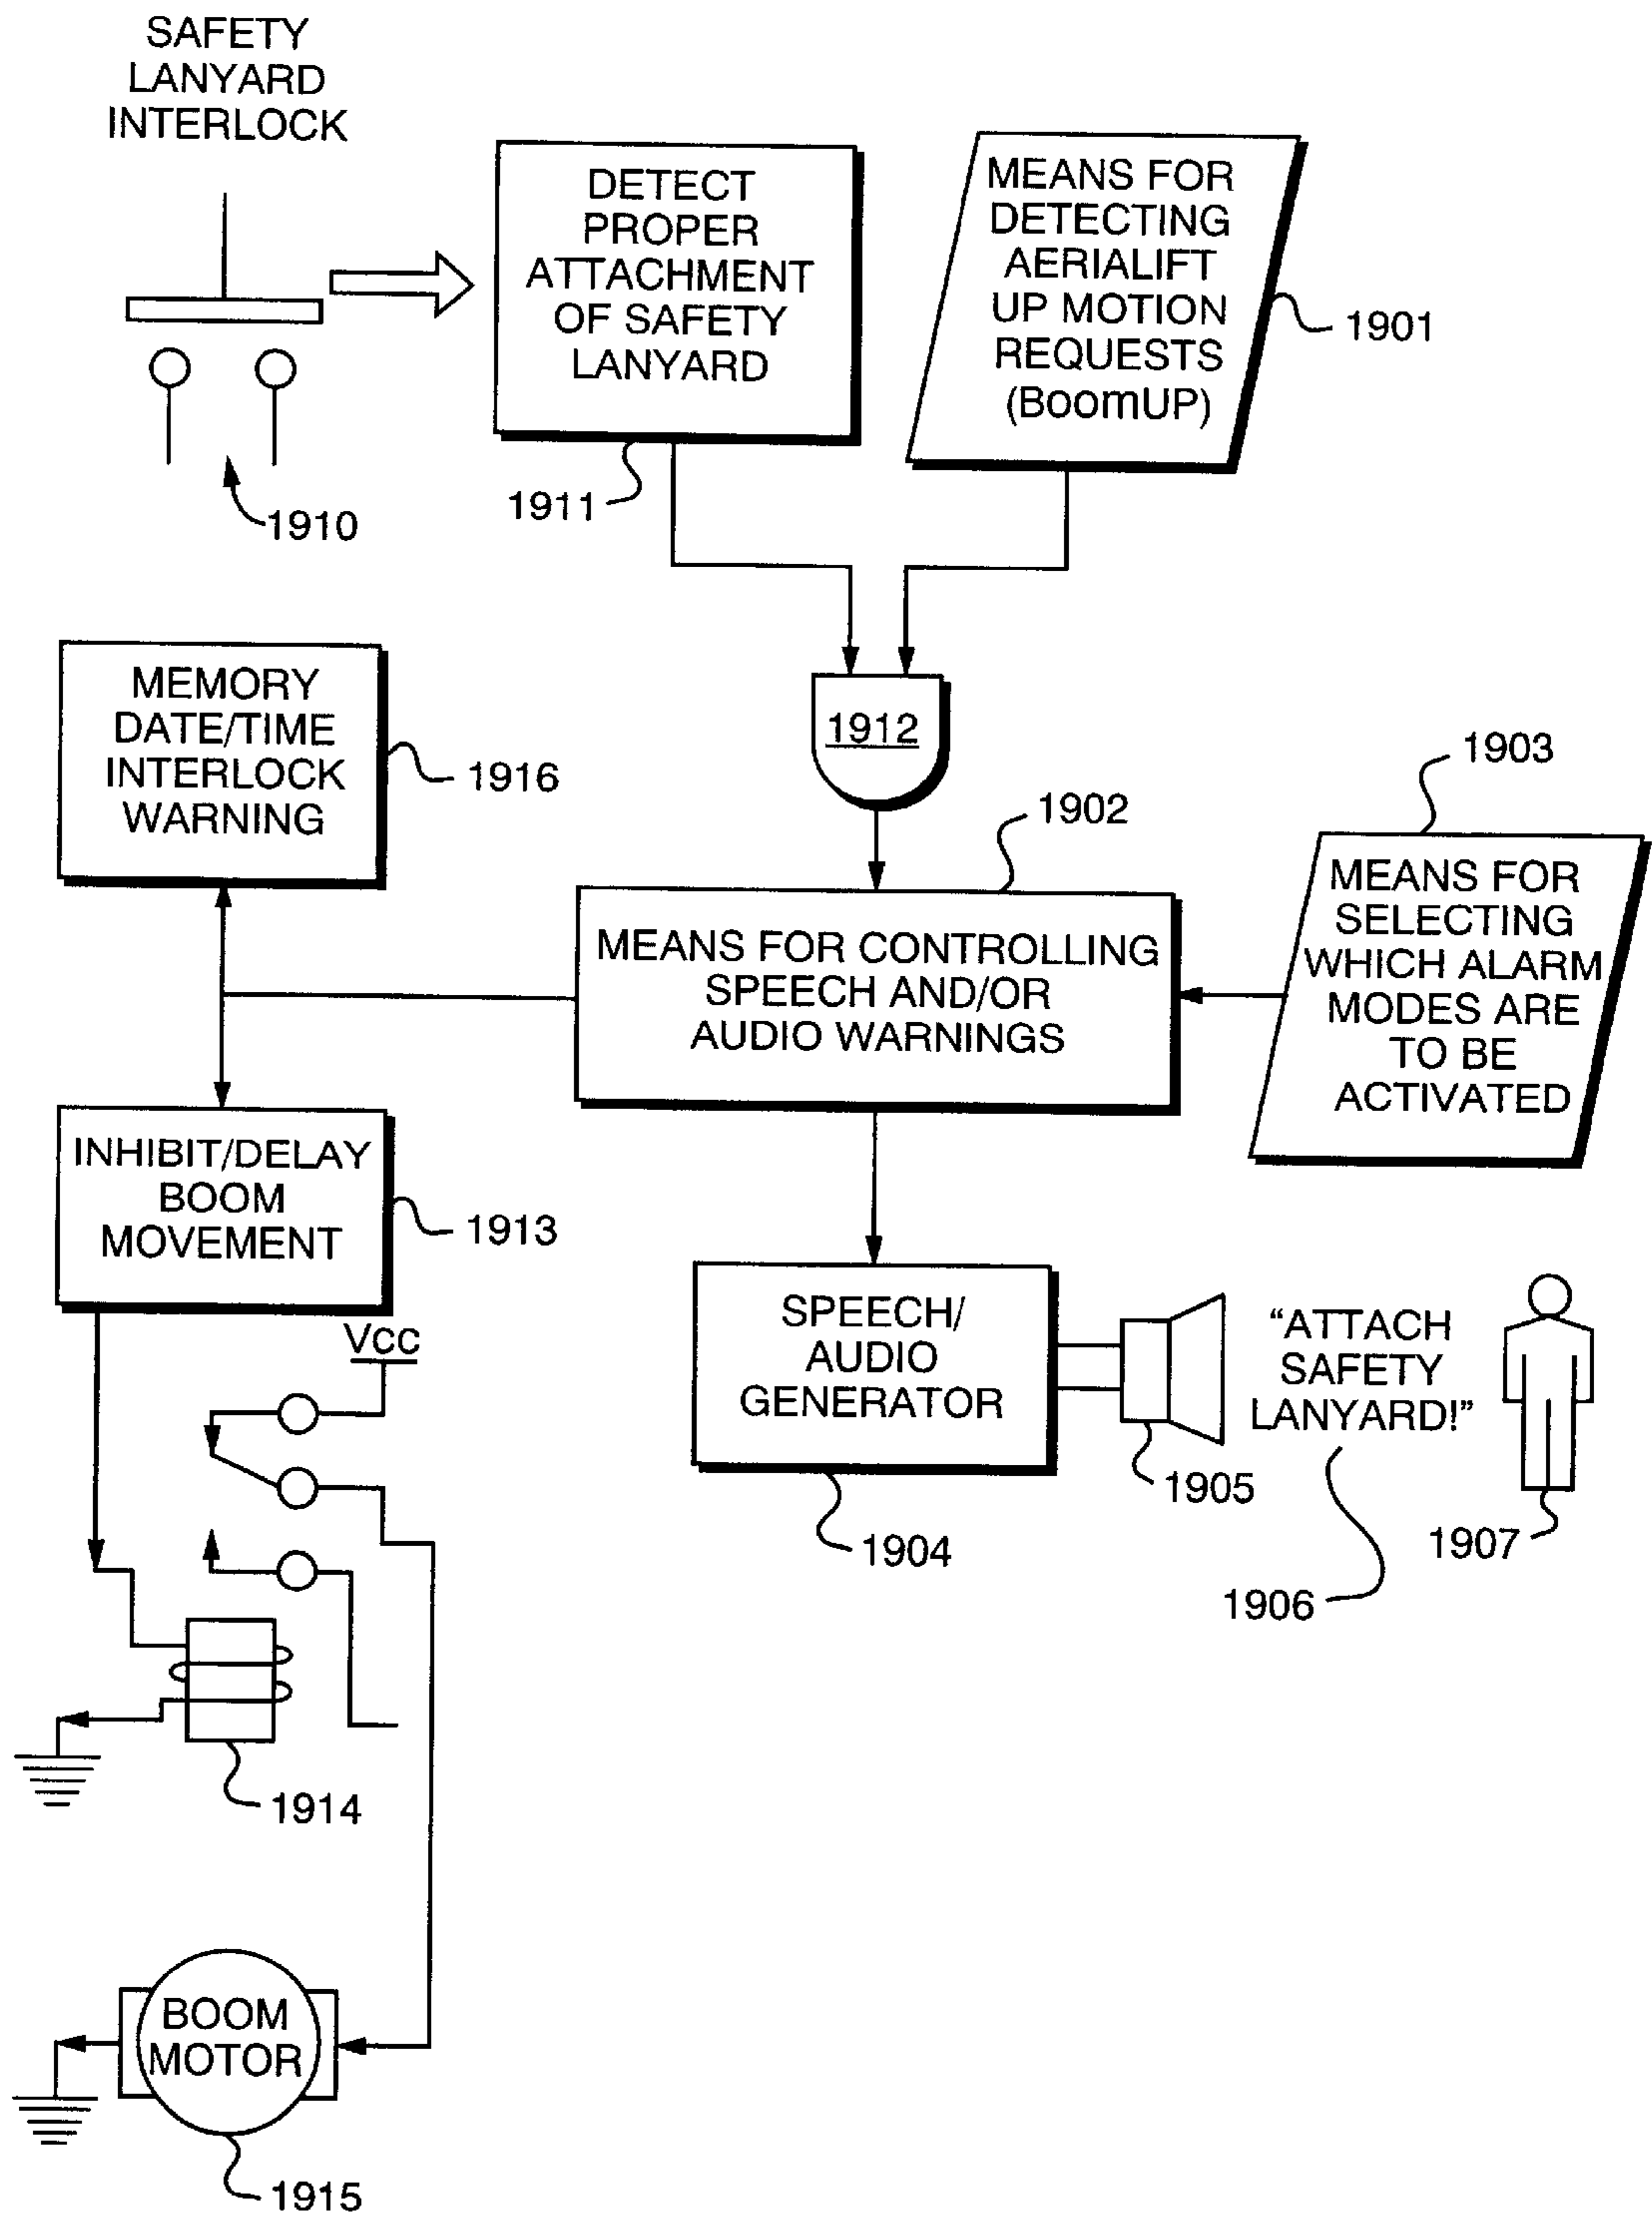 SAFETY
LANYARD
INTERLOCK
DETECT
PROPER
ATTACHMENT
OF SAFETY
LANYARD
MEANS FOR
DETECTING
AERIALIFT
UP MOTION
REQUESTS
(BoomUP)
1901
1911
1910
MEMORY
DATE/TIME
INTERLOCK
WARNING
1916
1912
1902
1903
MEANS FOR CONTROLLING
SPEECH AND/OR
AUDIO WARNINGS
MEANS FOR
SELECTING
WHICH ALARM
MODES ARE
TO BE
ACTIVATED
INHIBIT/DELAY
BOOM
MOVEMENT
1913
Vcc
SPEECH/
AUDIO
GENERATOR
"ATTACH
SAFETY
LANYARD!"
1905
1904
1907
1906
1914
BOOM
MOTOR
1915